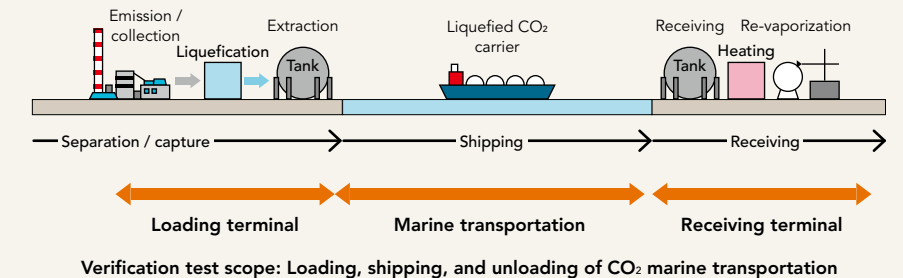 Emission /
collection
Extraction
Liquefied CO₂
carrier
Receiving
Re-vaporization
Liquefication
Tank
Tank
Heating
Separation / capture
Shipping
Receiving
Loading terminal
Marine transportation
Receiving terminal
Verification test scope: Loading, shipping, and unloading of CO₂ marine transportation